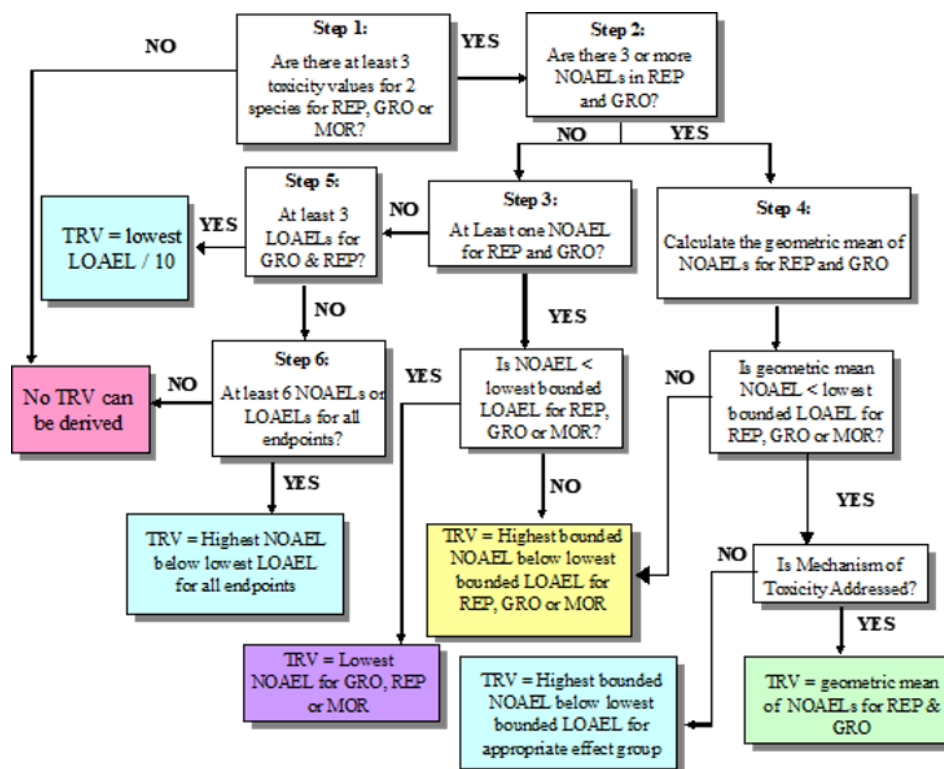 NO
Step 1:
Are there at least 3
toxicity values for 2
species for REP, GRO or
MOR?
YES
Step 2:
Are there 3 or more
NOAELs in REP
and GRO?
NO
YES
TRV = lowest
LOAEL / 10
YES
Step 5:
At least 3
LOAELs for
GRO & REP?
NO
Step 3:
At Least one NOAEL
for REP and GRO?
Step 4:
Calculate the geometric mean of
NOAELs for REP and GRO
NO
YES
No TRV can
be derived
NO
Step 6:
At least 6 NOAELs or
LOAELs for all
endpoints?
YES
Is NOAEL <
lowest bounded
LOAEL for REP,
GRO or MOR?
NO
Is geometric mean
NOAEL < lowest
bounded LOAEL for
REP, GRO or MOR?
YES
NO
YES
TRV = Highest NOAEL
below lowest LOAEL
for all endpoints
TRV = Highest bounded
NOAEL below lowest
bounded LOAEL for
REP, GRO or MOR
NO
Is Mechanism of
Toxicity Addressed?
YES
TRV = Lowest
NOAEL for GRO, REP
or MOR
TRV = Highest bounded
NOAEL below lowest
bounded LOAEL for
appropriate effect group
TRV = geometric mean
of NOAELs for REP &
GRO